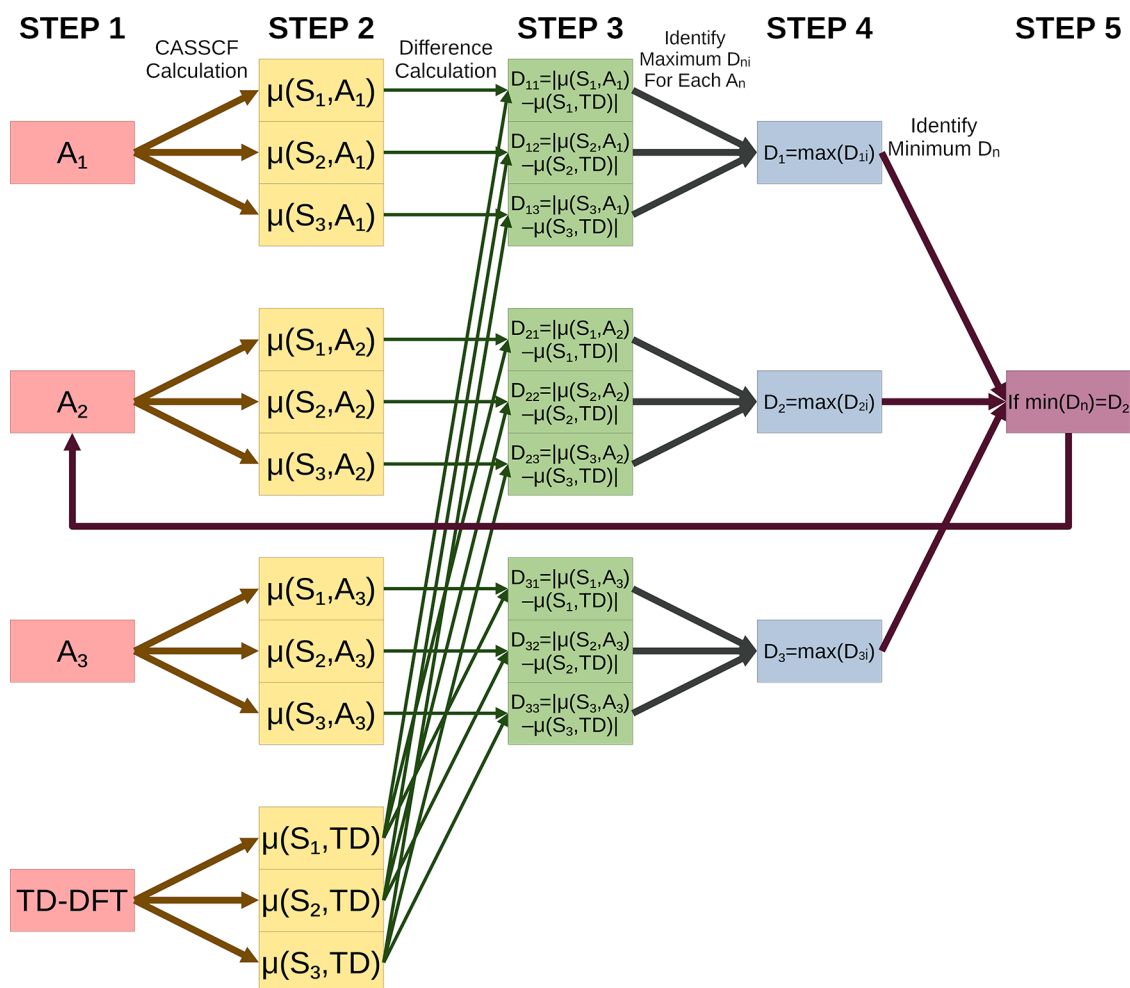 STEP 1
STEP 2
STEP 3
STEP 4
STEP 5
CASSCF
Calculation
Difference
Calculation
Identify
Maximum Dₙᵢ
For Each Aₙ
Identify
Minimum Dₙ
A₁
μ(S₁,A₁)
μ(S₂,A₁)
μ(S₃,A₁)
D₁₁=|μ(S₁,A₁)
–μ(S₁,TD)|
D₁₂=|μ(S₂,A₁)
–μ(S₂,TD)|
D₁₃=|μ(S₃,A₁)
–μ(S₃,TD)|
D₁=max(D₁ᵢ)
A₂
μ(S₁,A₂)
μ(S₂,A₂)
μ(S₃,A₂)
D₂₁=|μ(S₁,A₂)
–μ(S₁,TD)|
D₂₂=|μ(S₂,A₂)
–μ(S₂,TD)|
D₂₃=|μ(S₃,A₂)
–μ(S₃,TD)|
D₂=max(D₂ᵢ)
If min(Dₙ)=D₂
A₃
μ(S₁,A₃)
μ(S₂,A₃)
μ(S₃,A₃)
D₃₁=|μ(S₁,A₃)
–μ(S₁,TD)|
D₃₂=|μ(S₂,A₃)
–μ(S₂,TD)|
D₃₃=|μ(S₃,A₃)
–μ(S₃,TD)|
D₃=max(D₃ᵢ)
TD-DFT
μ(S₁,TD)
μ(S₂,TD)
μ(S₃,TD)